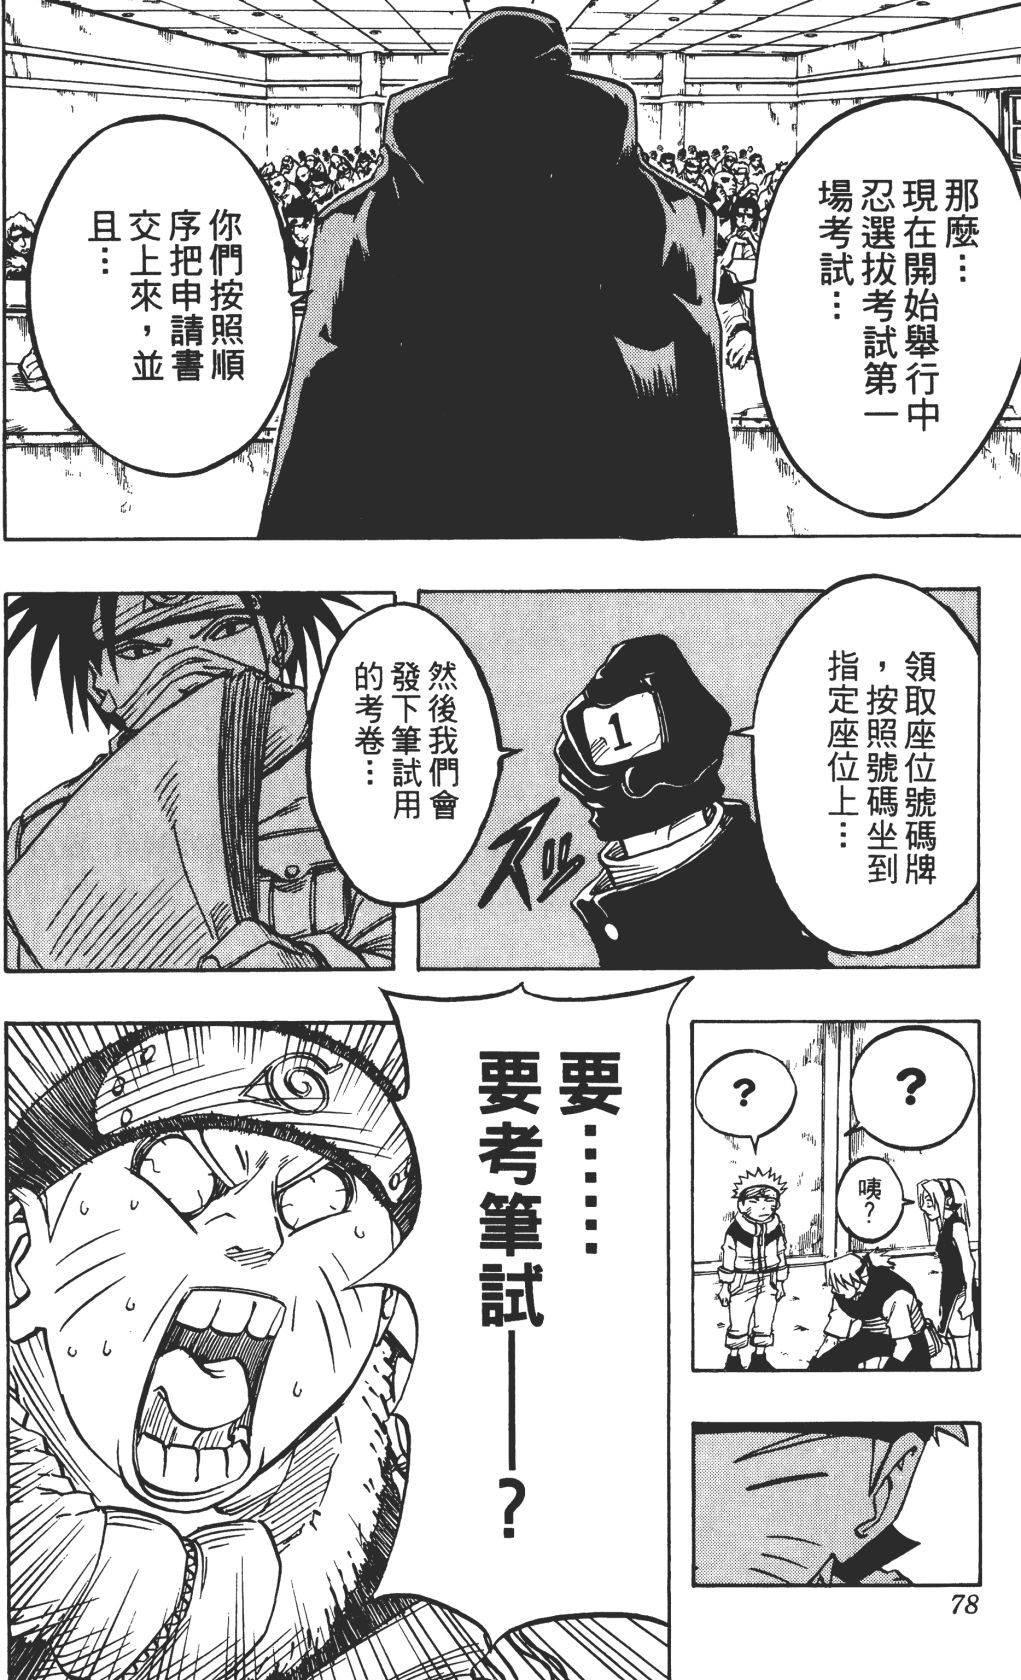 那麼…
現在開始舉行中
忍選拔考試第一
場考試…
你們按照順
序把申請書
交上來，並
且…
領取座位號碼牌
，按照號碼坐到
指定座位上…
1
然後我們會
發下筆試用
的考卷…
?
咦?
?
要……
要考筆試——?
78